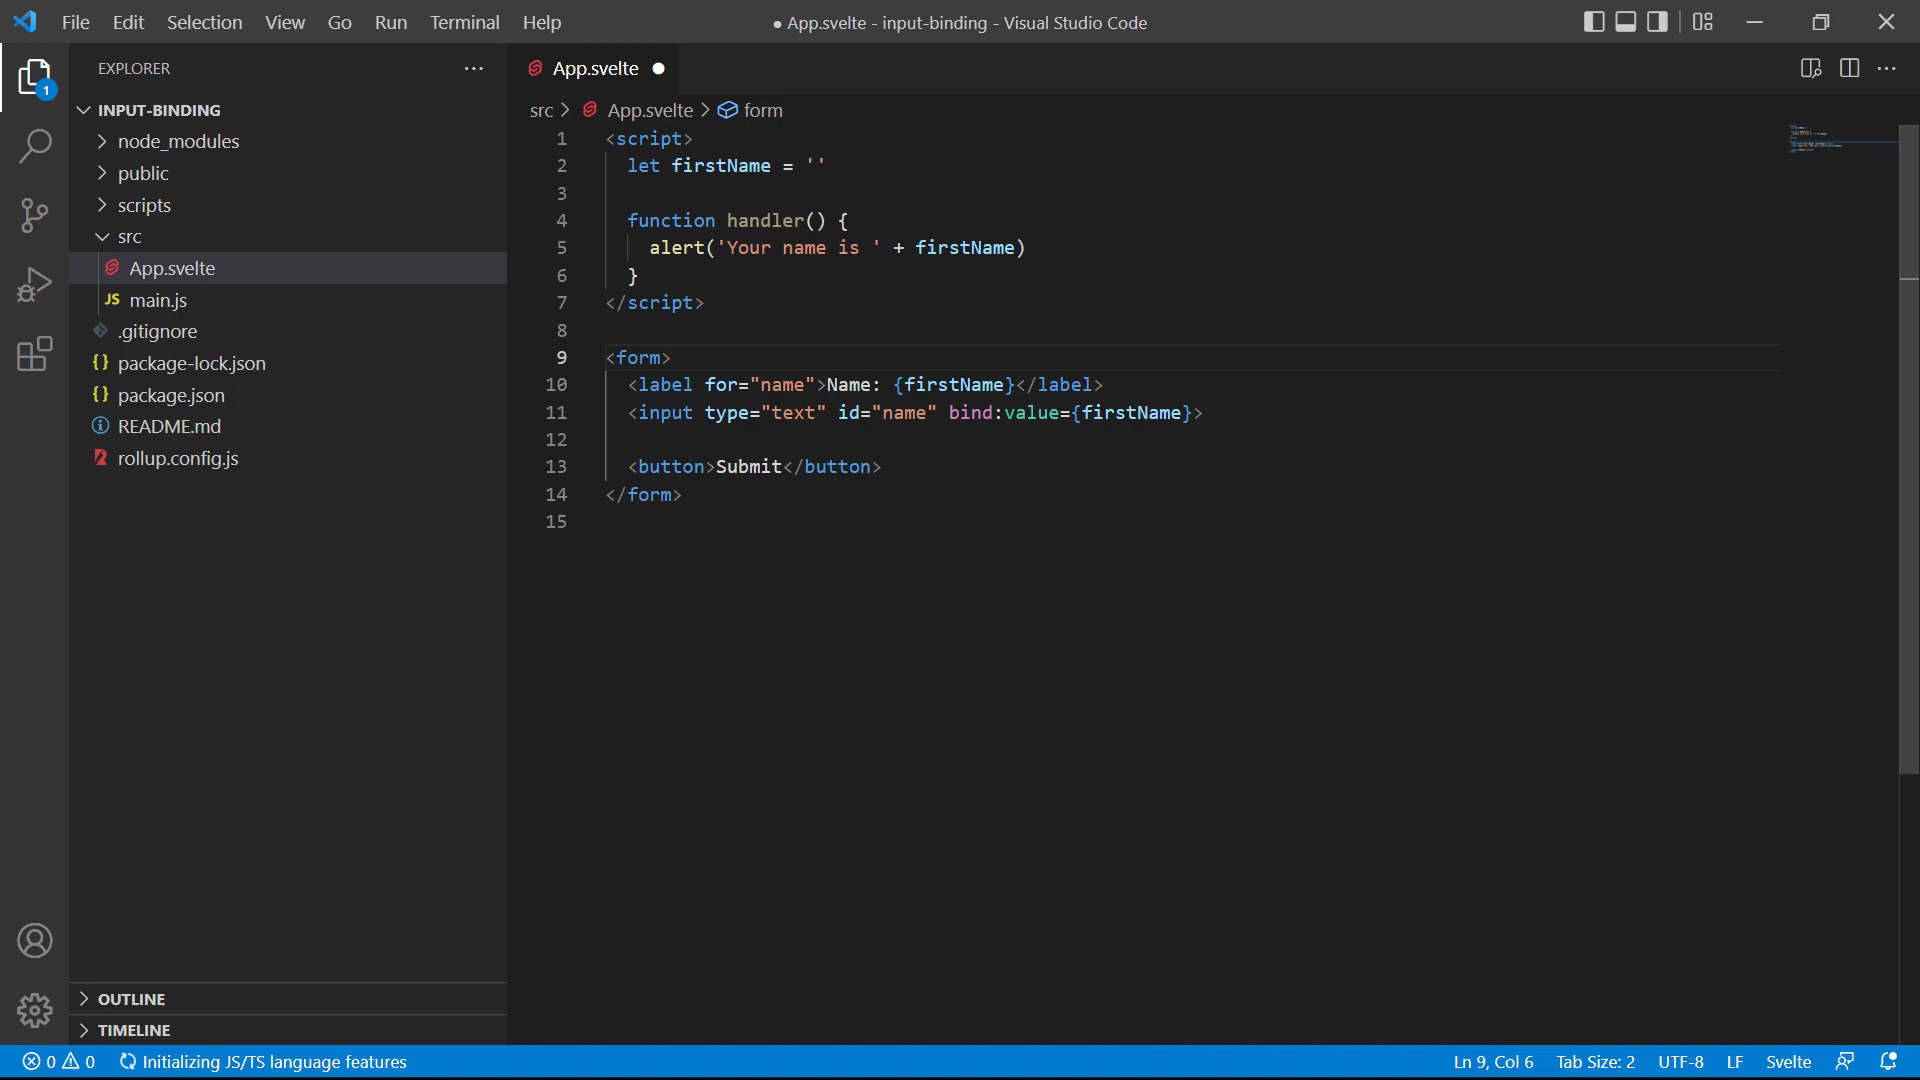 File Edit Selection View Go Run Terminal Help
● App.svelte - input-binding - Visual Studio Code
EXPLORER
1
INPUT-BINDING
node_modules
public
scripts
src
App.svelte
JS main.js
.gitignore
{} package-lock.json
{} package.json
README.md
rollup.config.js
OUTLINE
TIMELINE
App.svelte
src > App.svelte > form
1 <script>
2 let firstName = ''
3
4 function handler() {
5 alert('Your name is ' + firstName)
6 }
7 </script>
8
9 <form>
10 <label for="name">Name: {firstName}</label>
11 <input type="text" id="name" bind:value={firstName}>
12
13 <button>Submit</button>
14 </form>
15
0 0 Initializing JS/TS language features
Ln 9, Col 6 Tab Size: 2 UTF-8 LF Svelte